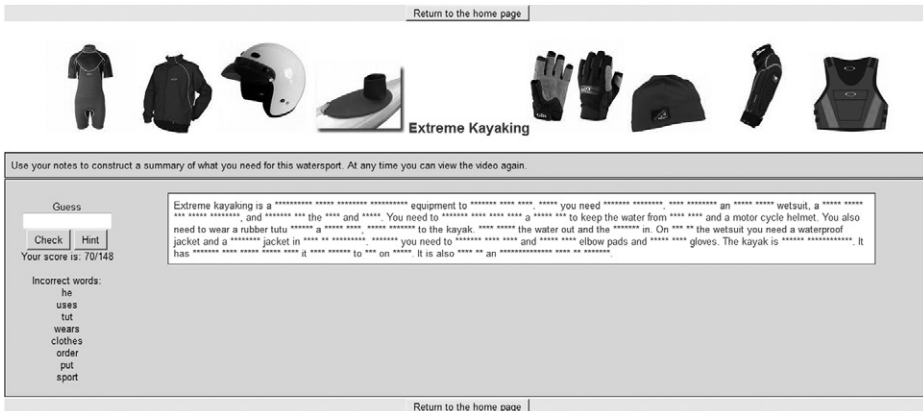 Return to the home page
Extreme Kayaking
Use your notes to construct a summary of what you need for this watersport. At any time you can view the video again.
Guess
Check Hint
Your score is: 70/148
Incorrect words:
he
uses
tut
wears
clothes
order
put
sport
Extreme kayaking is a ********** ***** ******** ********** equipment to ******* **** ****. ***** you need ******* ********, **** ******** an ***** ***** wetsuit, a ***** *****
*** ***** ********, and ******* *** the **** and *****. You need to ******* **** **** **** a ***** *** to keep the water from **** **** and a motor cycle helmet. You also
need to wear a rubber tutu ****** a ***** ****, ***** ****** to the kayak. **** ***** the water out and the ******* in. On *** ** the wetsuit you need a waterproof
jacket and a ******** jacket in **** ** *********. ****** you need to ****** **** **** and ***** **** elbow pads and ***** **** gloves. The kayak is ****** ************. It
has ******* **** ***** ***** **** it **** ****** to *** on *****. It is also **** ** an *************** **** ** *******.
Return to the home page